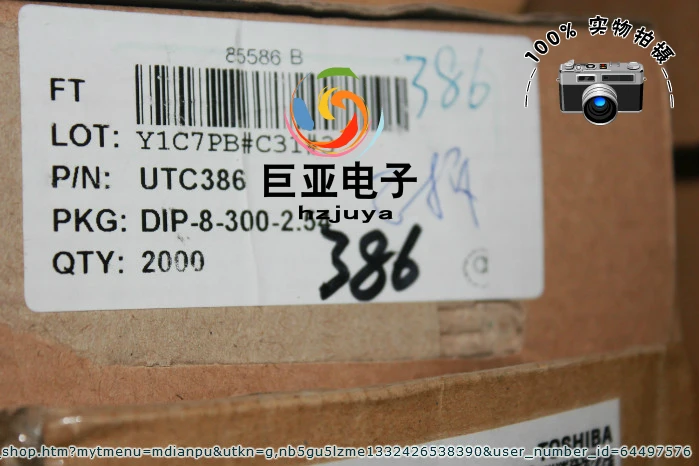 100% 实物拍摄
85586 B
386
FT
LOT: Y1C7PB#C31#3
P/N: UTC386
巨亚电子
hzjuya
PKG: DIP-8-300-2.54
386
QTY: 2000
TOSHIBA
shop.htm?mytmenu=mdianpu&utkn=g,nb5gu5lzme1332426538390&user_number_id=64497576